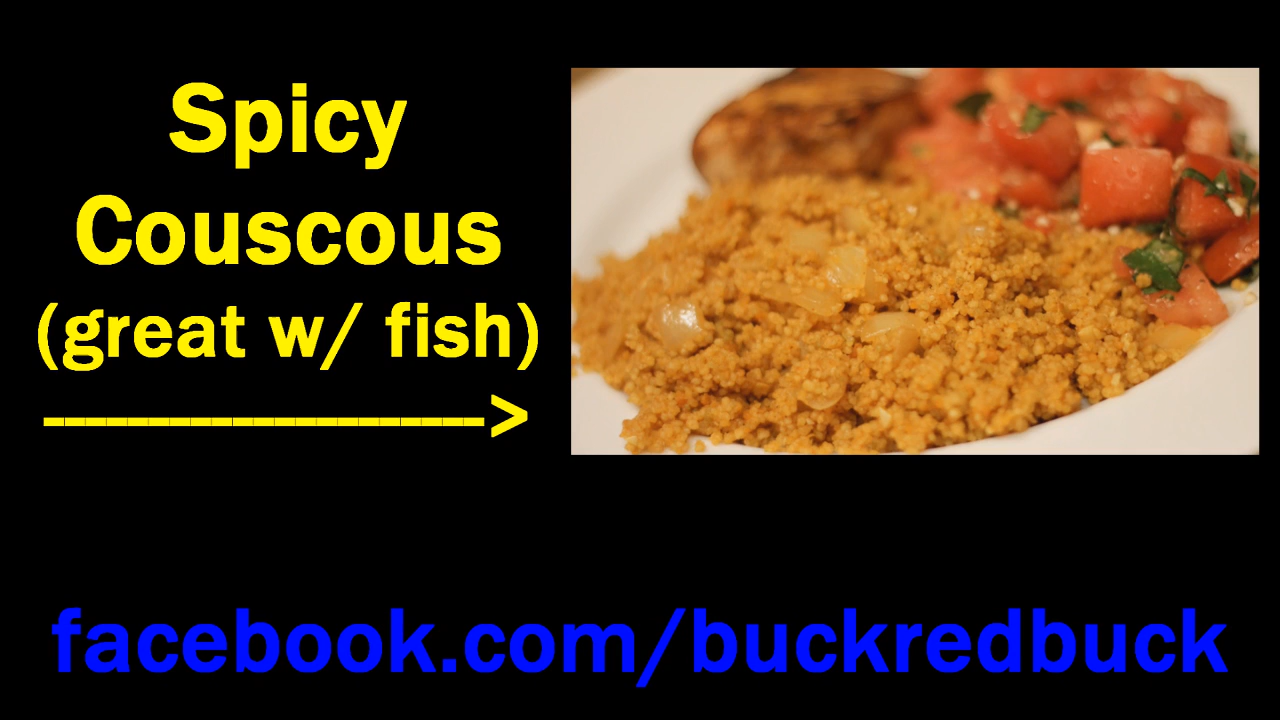 Spicy
Couscous
(great w/ fish)
--------------------->
facebook.com/buckredbuck